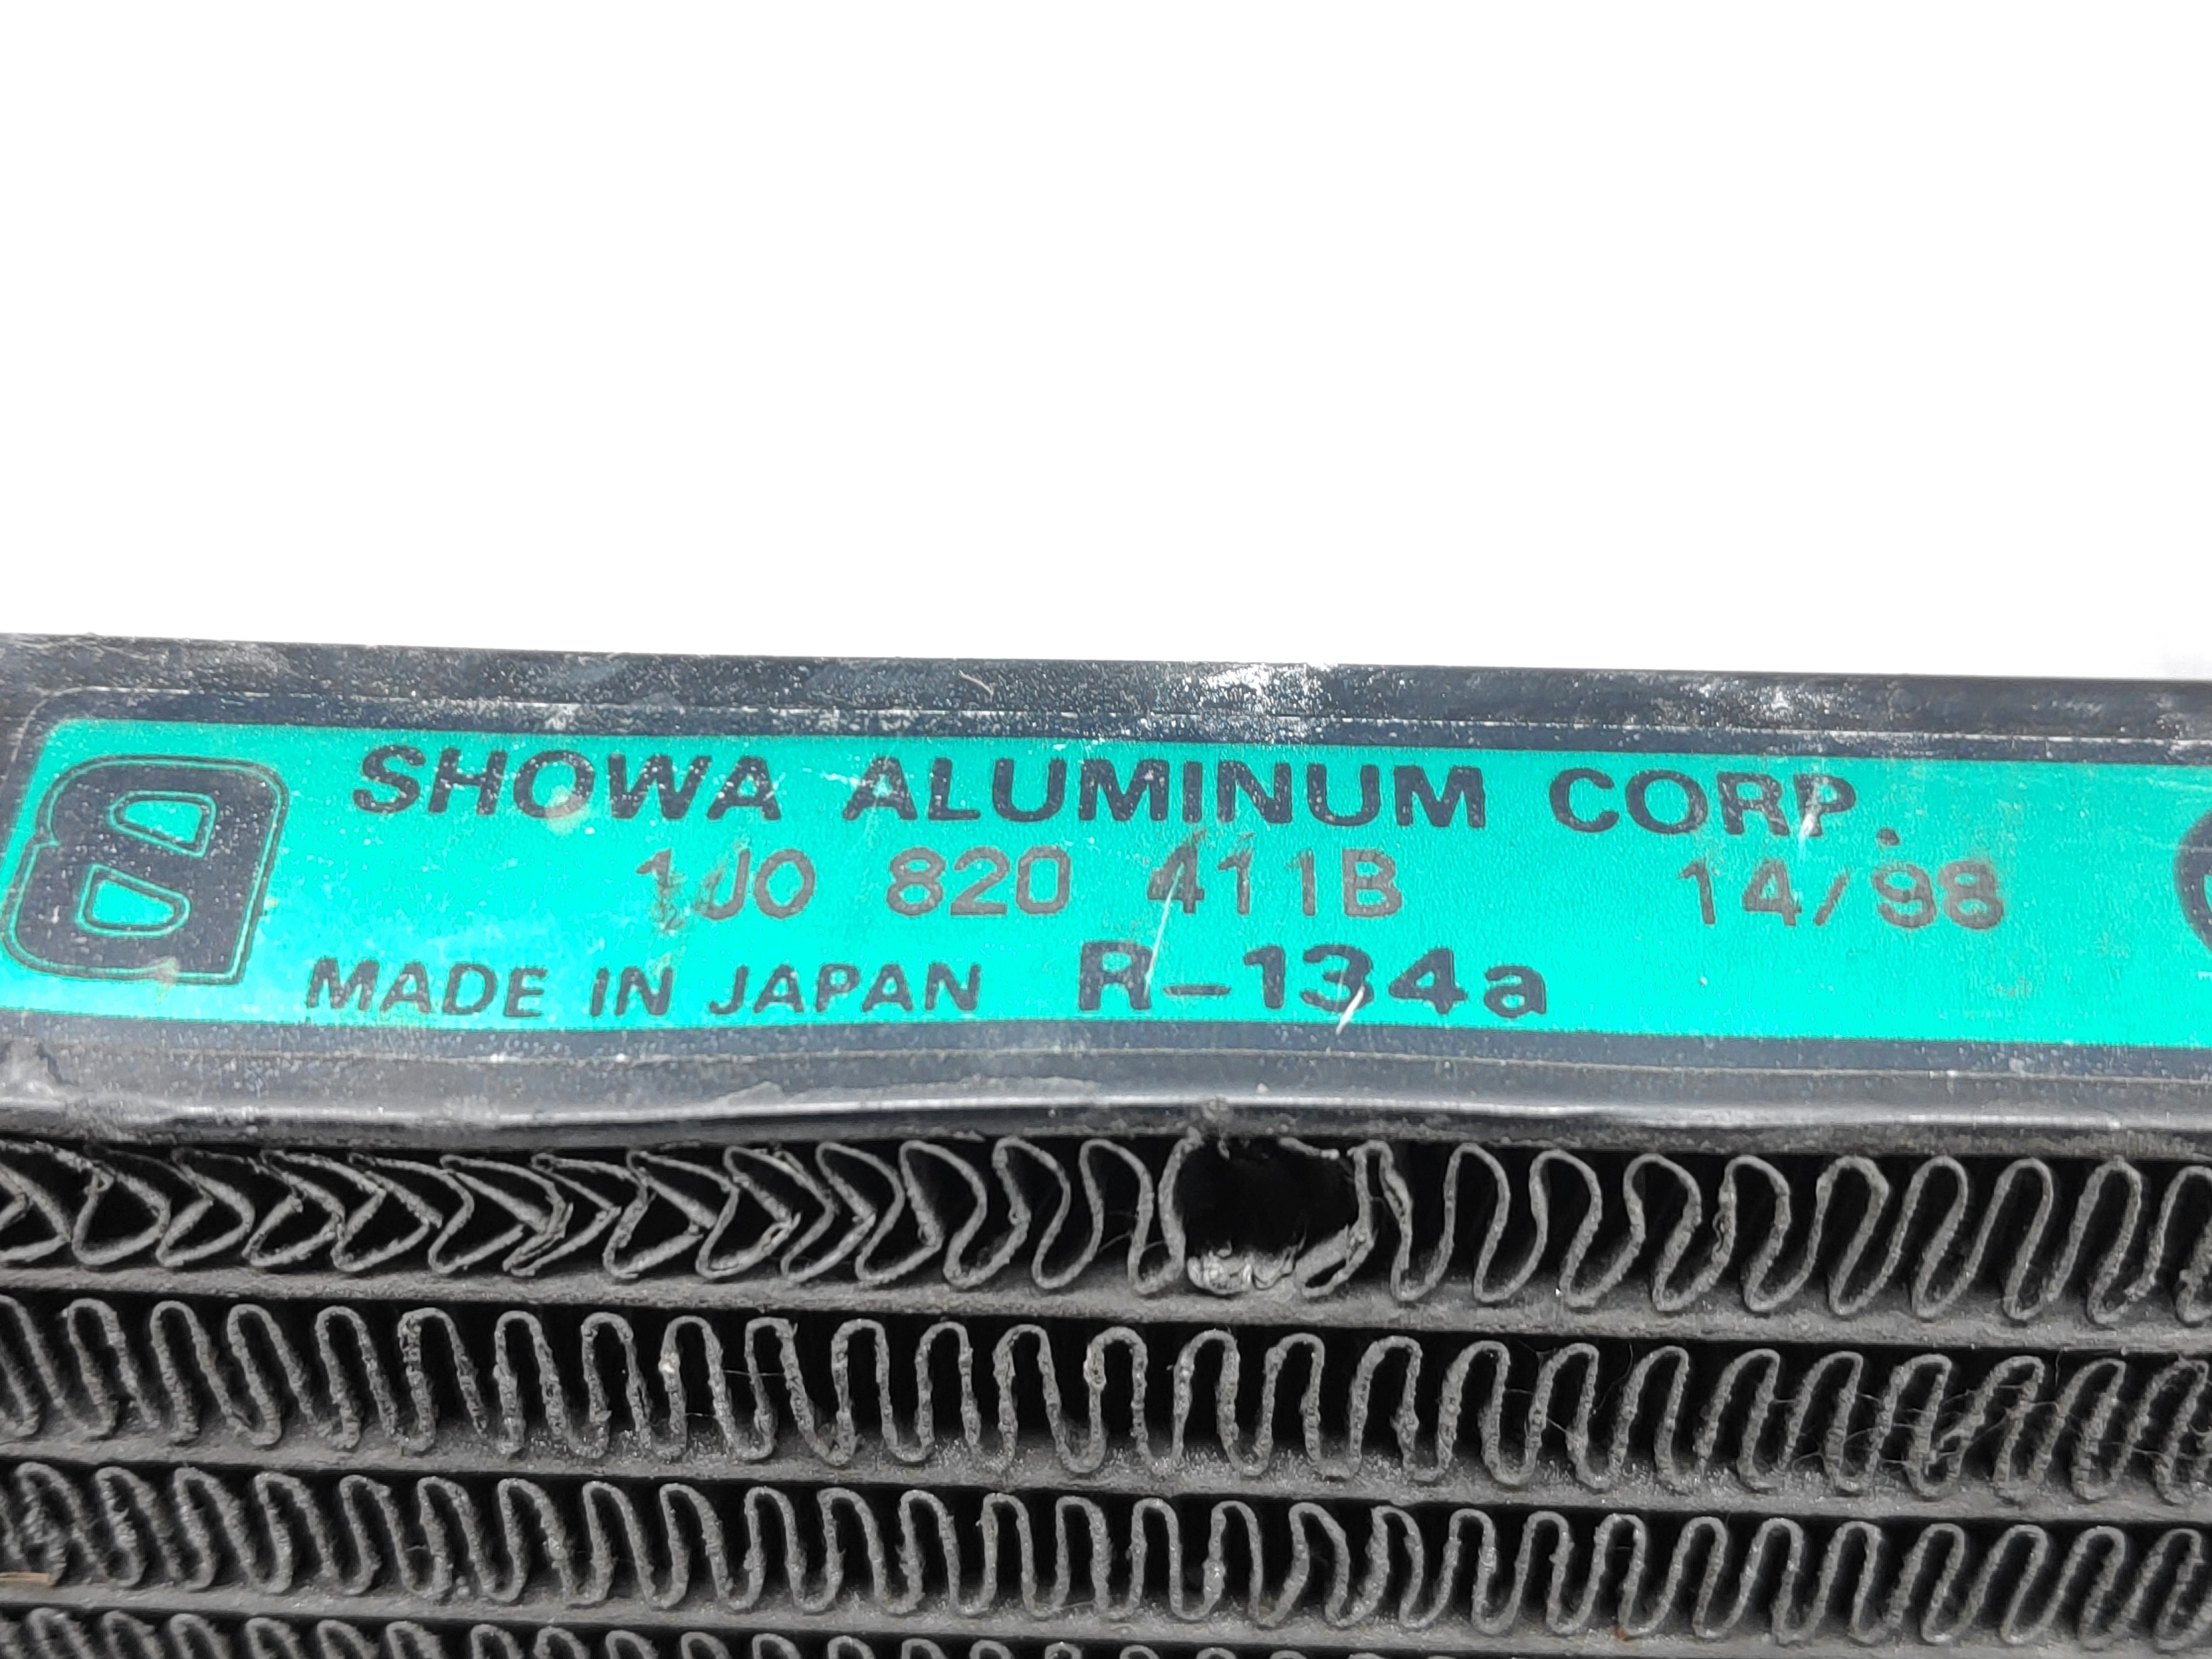 SHOWA ALUMINUM CORP.
1J0 820 411B 14/98
MADE IN JAPAN R-134a